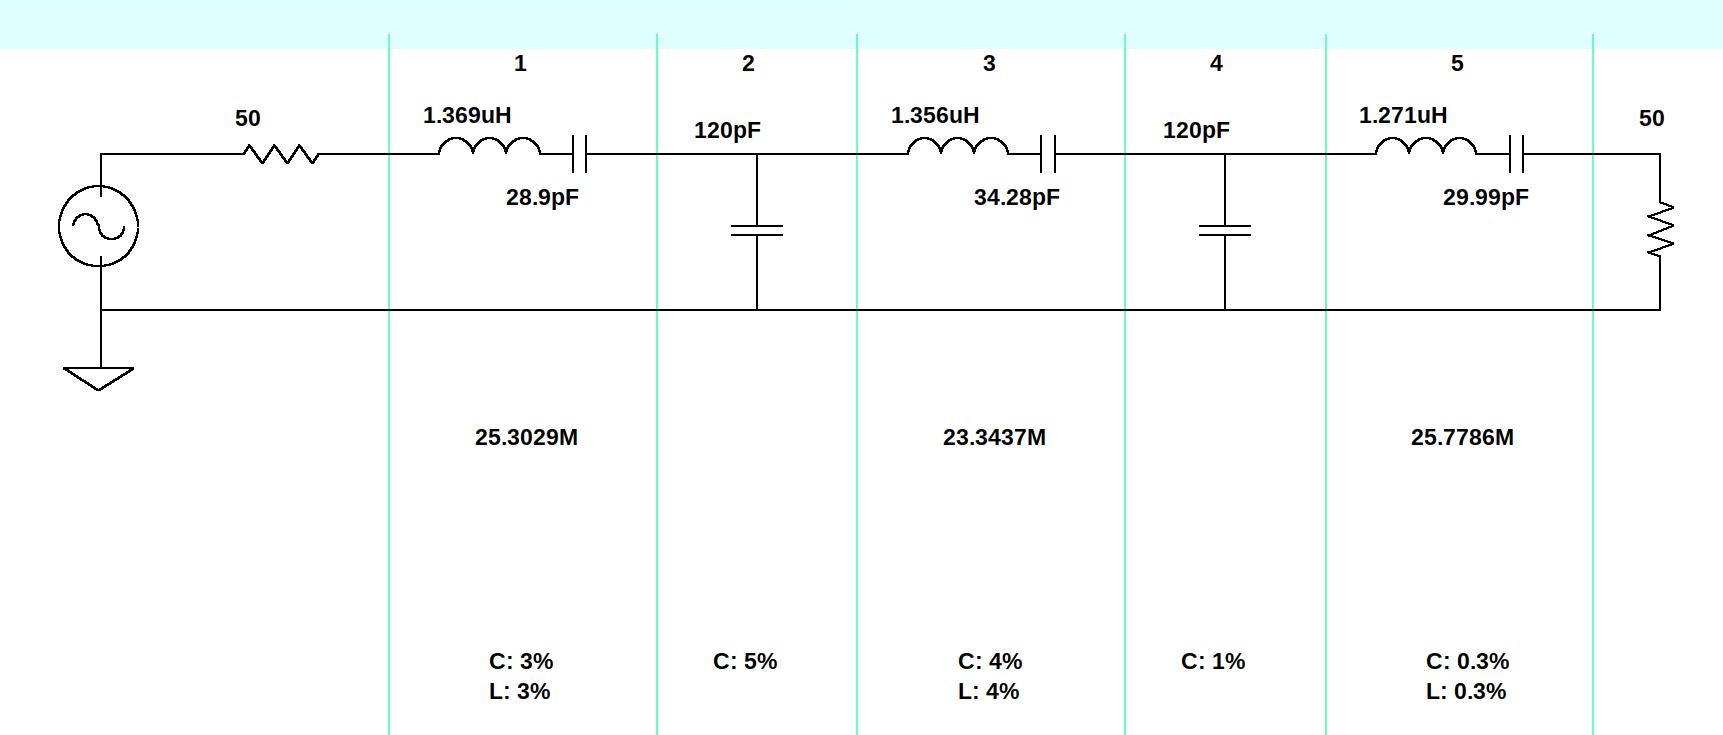 1 2 3 4 5
50 1.369uH 120pF 1.356uH 120pF 1.271uH 50
28.9pF 34.28pF 29.99pF
25.3029M 23.3437M 25.7786M
C: 3% C: 5% C: 4% C: 1% C: 0.3%
L: 3% L: 4% L: 0.3%